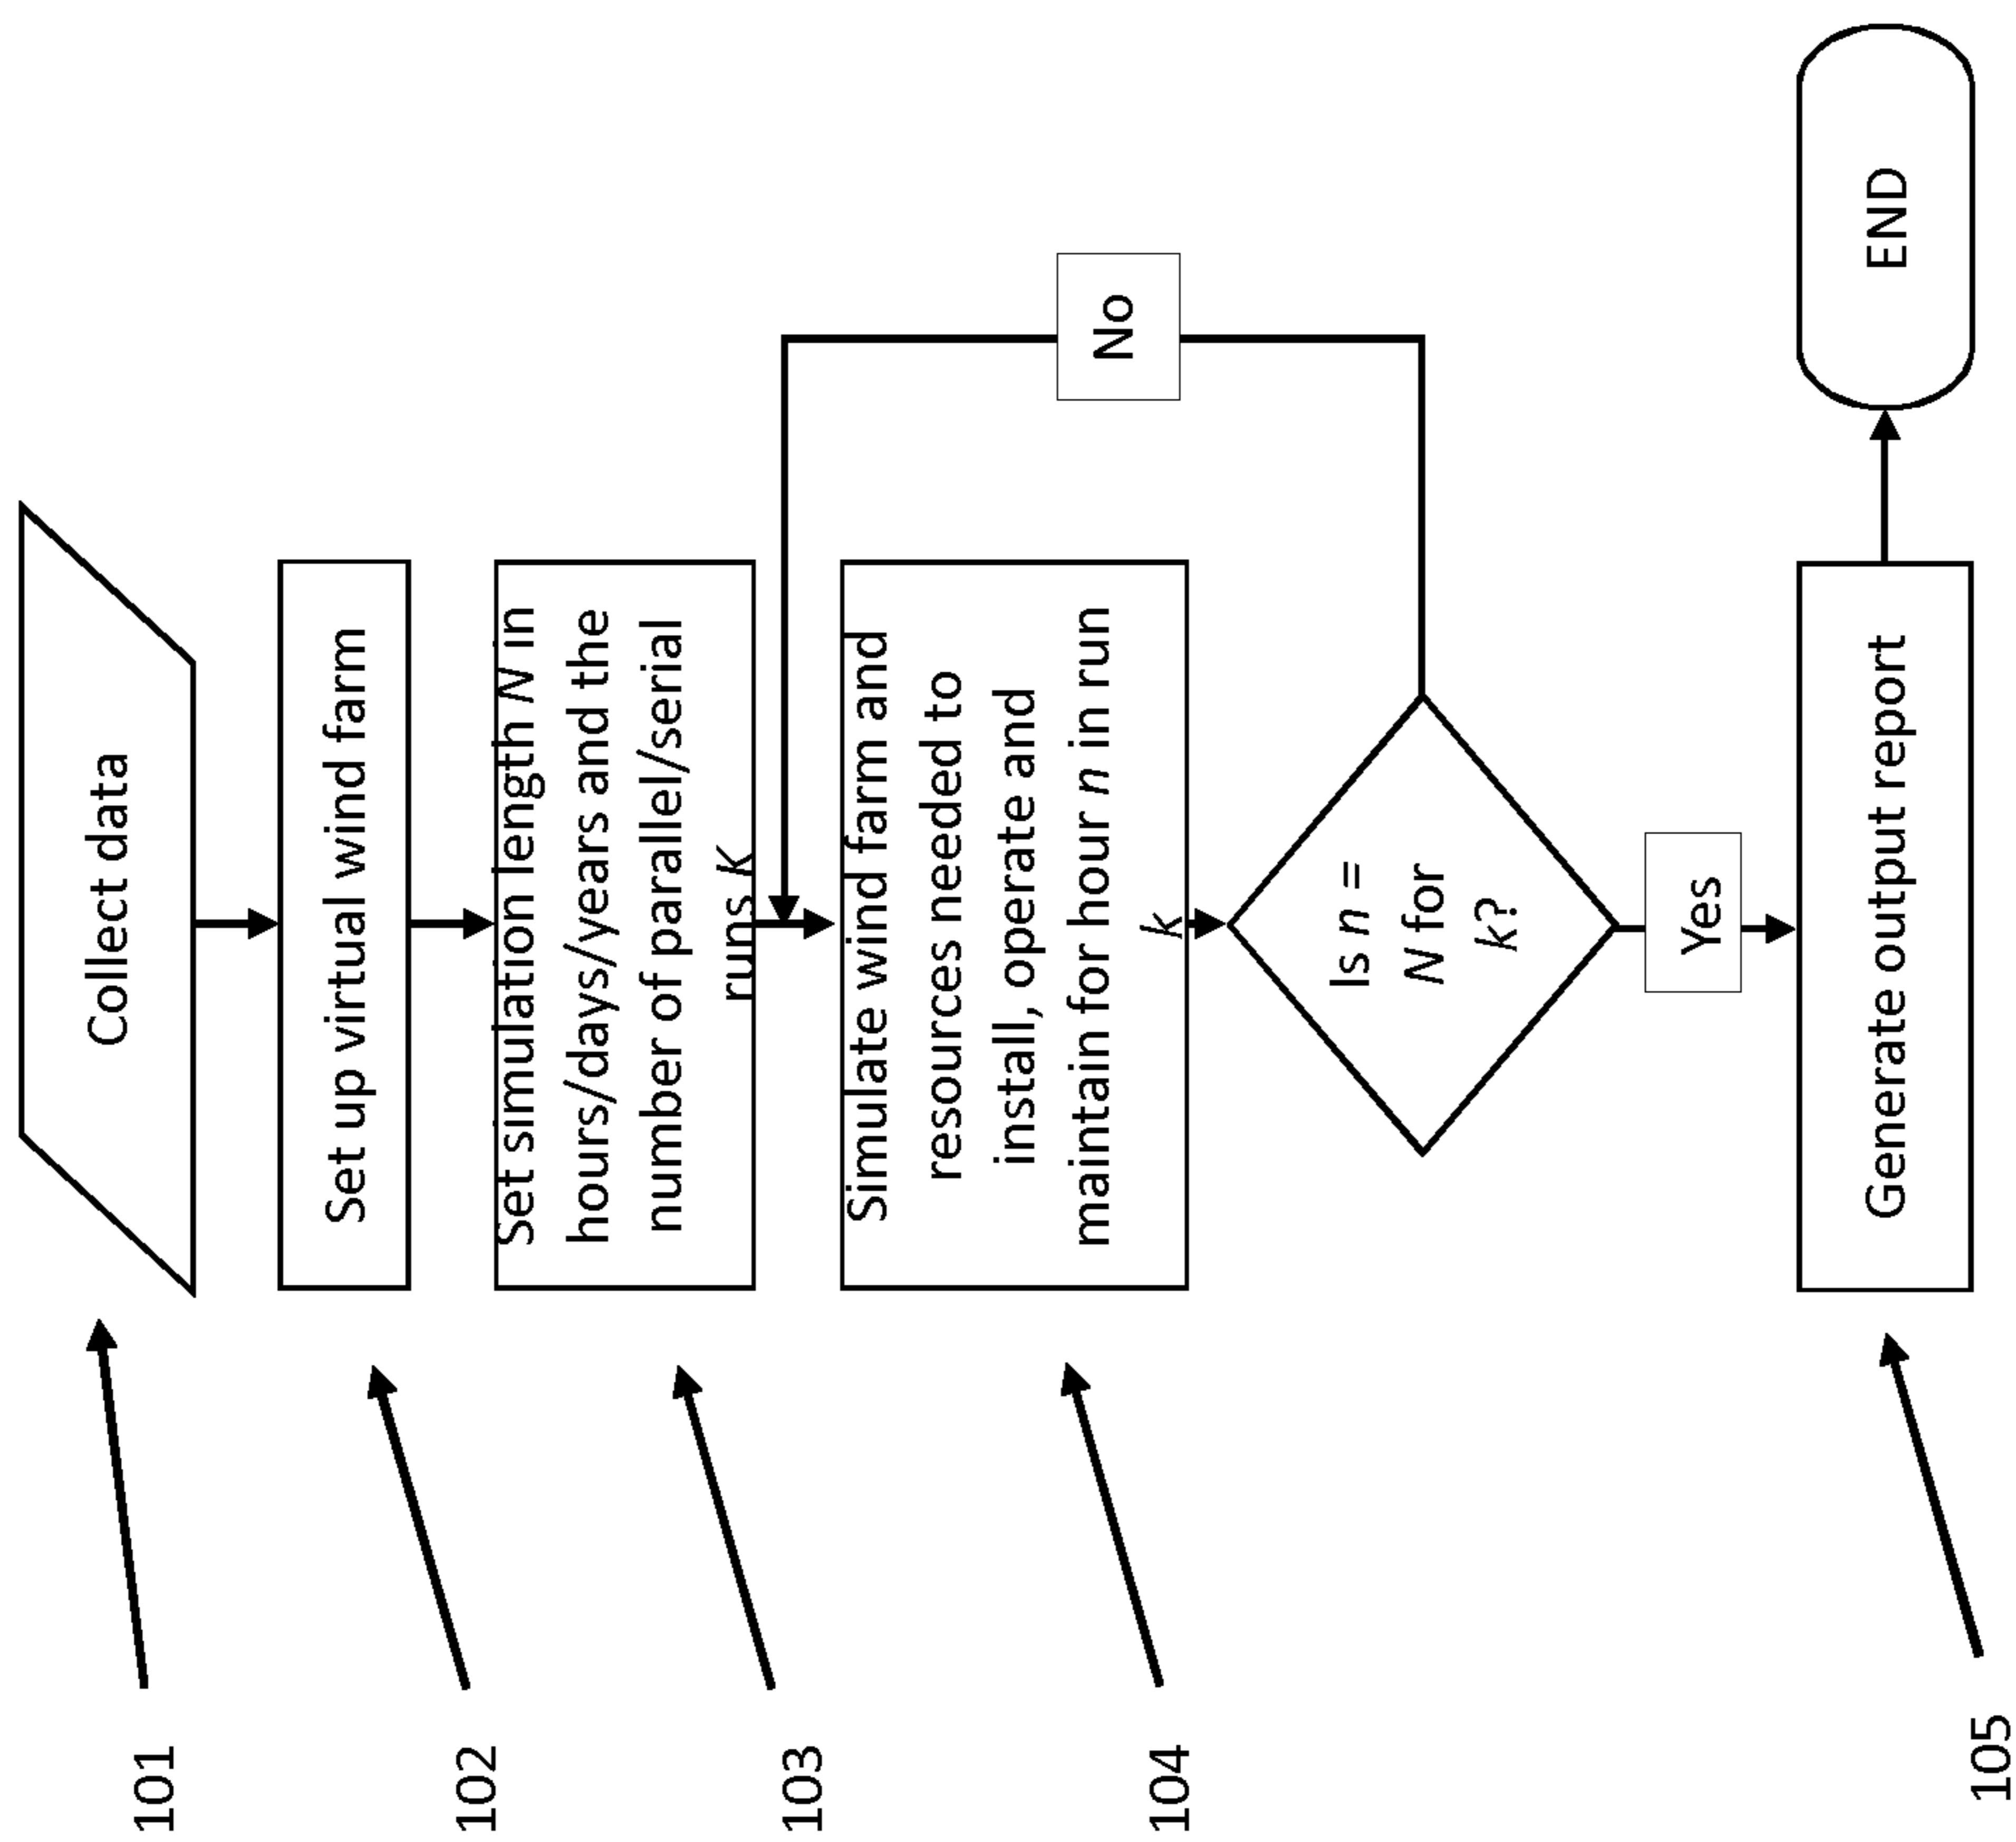 101
Collect data
102
Set up virtual wind farm
103
Set simulation length N in
hours/days/years and the
number of parallel/serial
runs K
104
Simulate wind farm and
resources needed to
install, operate and
maintain for hour n in run
k
No
Is n =
N for
k?
Yes
105
Generate output report
END